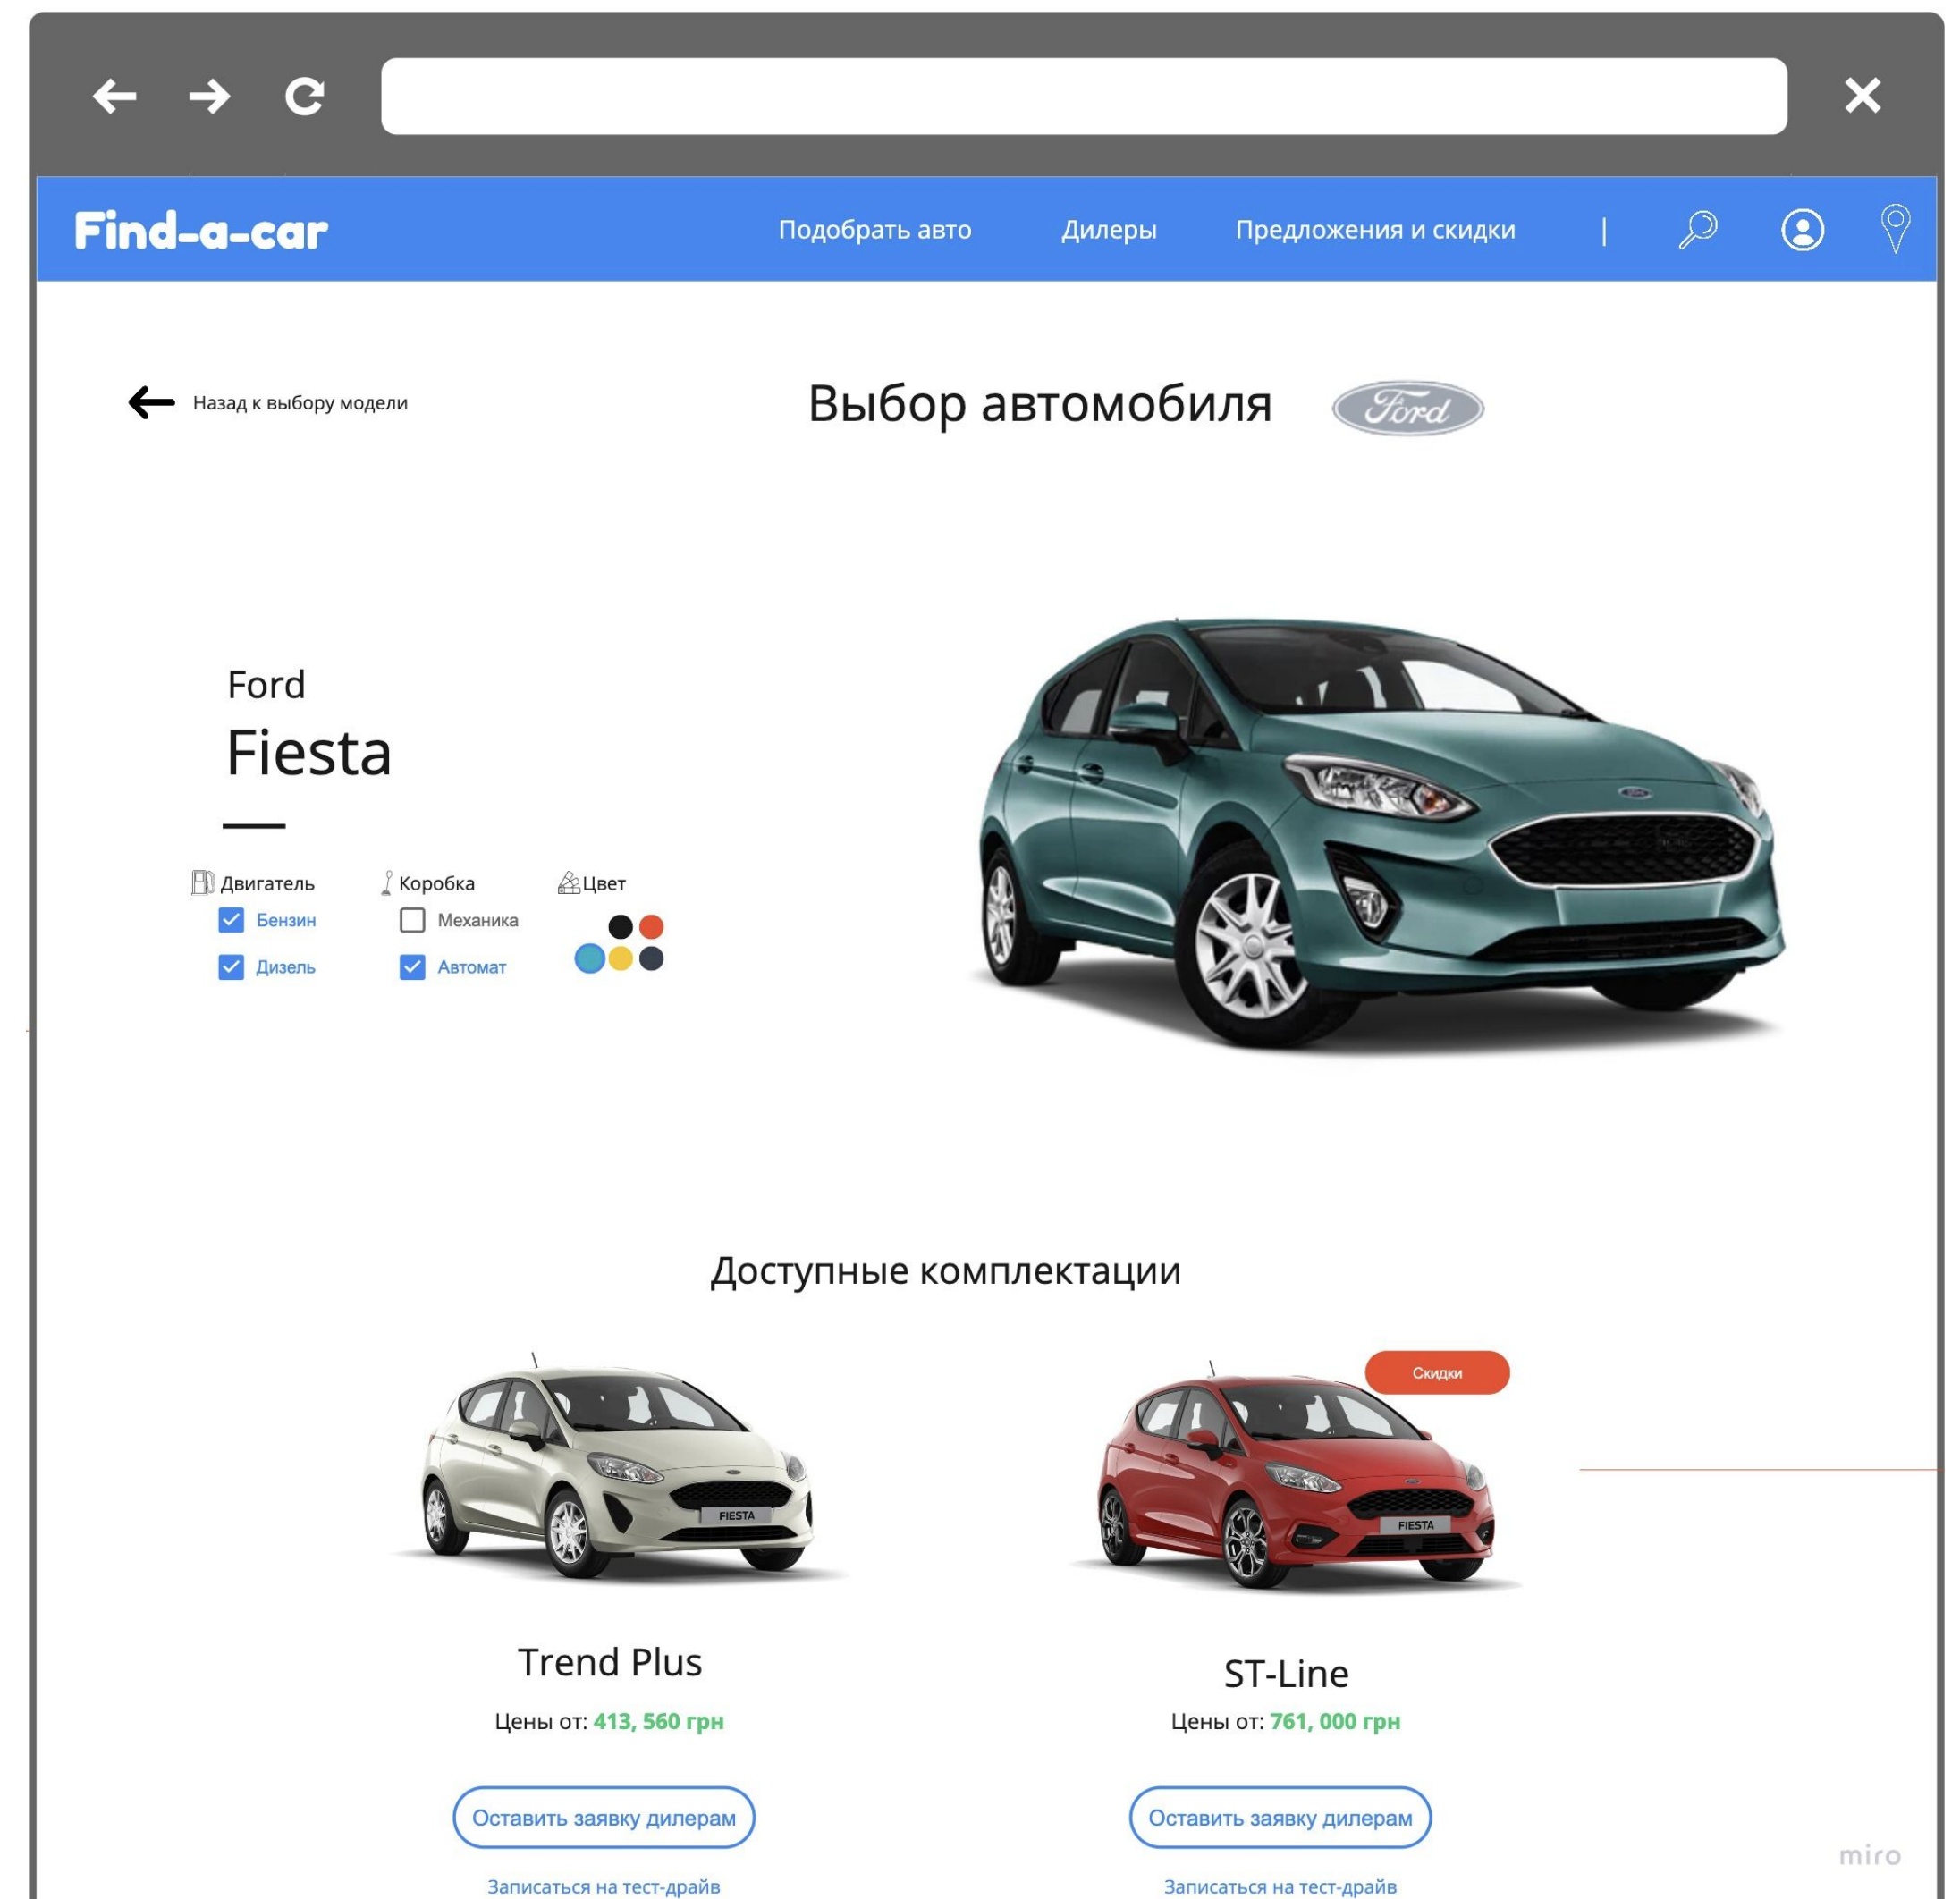 Find-a-car
Подобрать авто
Дилеры
Предложения и скидки
|
Назад к выбору модели
Выбор автомобиля
Ford
Ford
Fiesta
Двигатель
Бензин
Дизель
Коробка
Механика
Автомат
Цвет
Доступные комплектации
Скидки
FIESTA
FIESTA
Trend Plus
Цены от: 413, 560 грн
Оставить заявку дилерам
Записаться на тест-драйв
ST-Line
Цены от: 761, 000 грн
Оставить заявку дилерам
Записаться на тест-драйв
miro